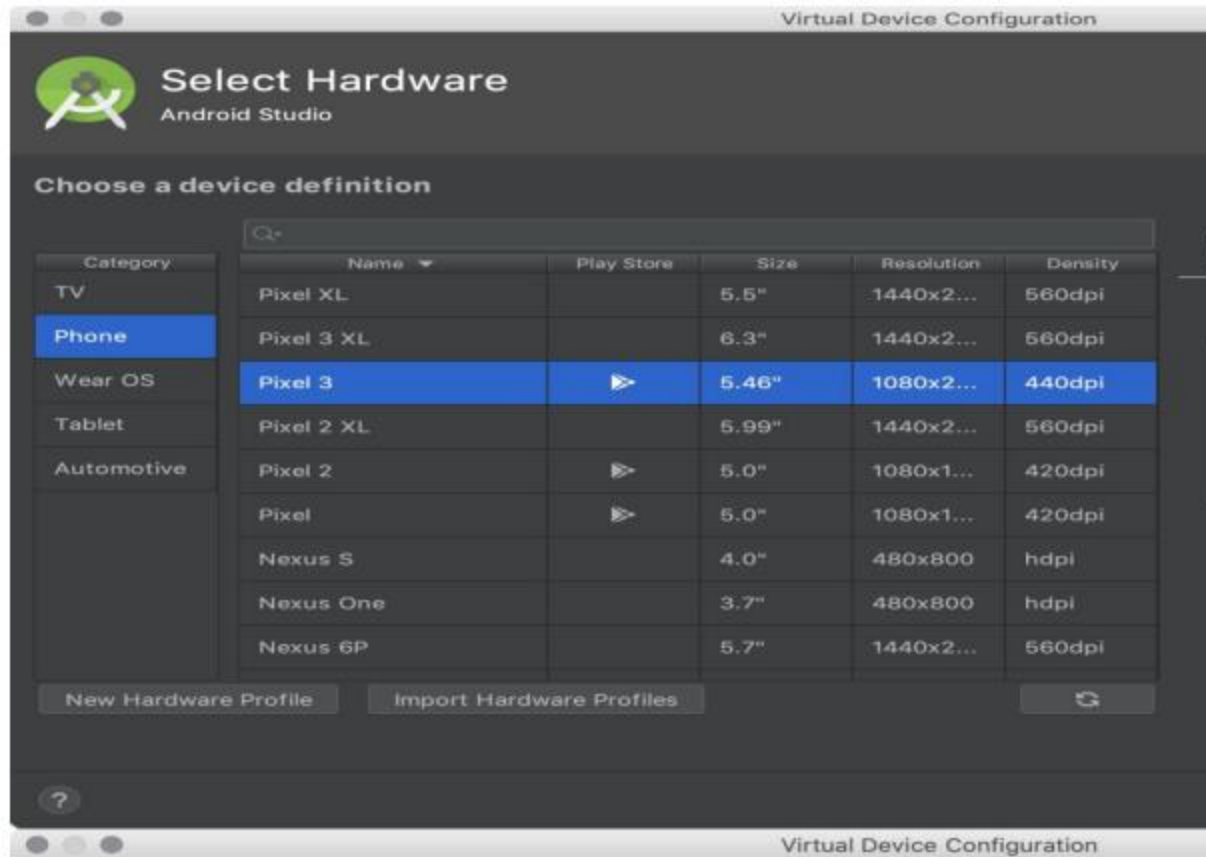 Virtual Device Configuration
Select Hardware
Android Studio
Choose a device definition
Category Name Play Store Size Resolution Density
TV Pixel XL 5.5" 1440x2... 560dpi
Phone Pixel 3 XL 6.3" 1440x2... 560dpi
Wear OS Pixel 3 5.46" 1080x2... 440dpi
Tablet Pixel 2 XL 5.99" 1440x2... 560dpi
Automotive Pixel 2 5.0" 1080x1... 420dpi
Pixel 5.0" 1080x1... 420dpi
Nexus S 4.0" 480x800 hdpi
Nexus One 3.7" 480x800 hdpi
Nexus 6P 5.7" 1440x2... 560dpi
New Hardware Profile Import Hardware Profiles
?
Virtual Device Configuration